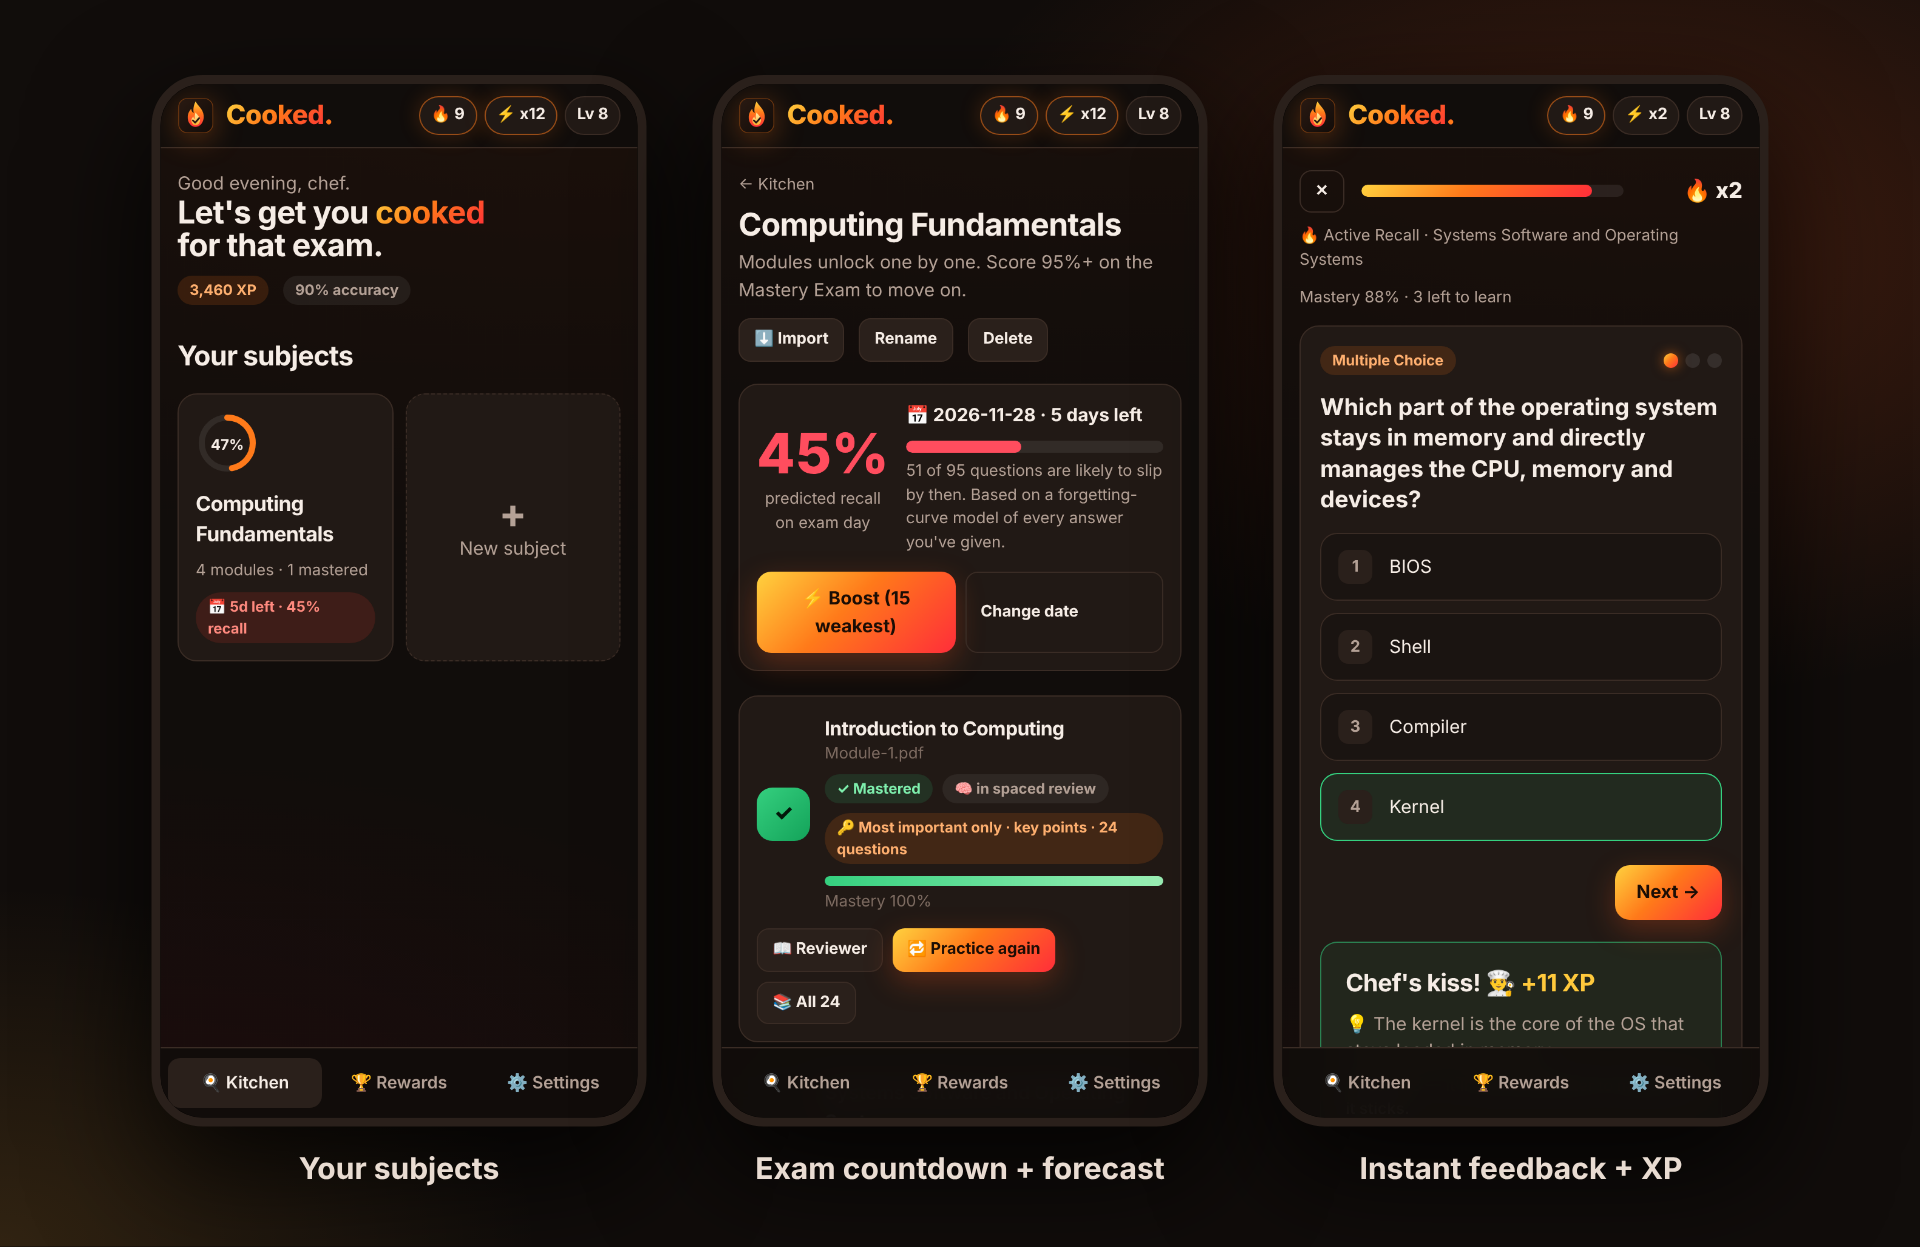 Cooked.
🔥 9
⚡ x12
Lv 8
Good evening, chef.
Let's get you cooked
for that exam.
3,460 XP
90% accuracy
Your subjects
47%
Computing
Fundamentals
4 modules · 1 mastered
📅 5d left · 45%
recall
+
New subject
🍳 Kitchen
🏆 Rewards
⚙️ Settings
Your subjects
Cooked.
🔥 9
⚡ x12
Lv 8
← Kitchen
Computing Fundamentals
Modules unlock one by one. Score 95%+ on the
Mastery Exam to move on.
⬇️ Import
Rename
Delete
45%
predicted recall
on exam day
📅 2026-11-28 · 5 days left
51 of 95 questions are likely to slip
by then. Based on a forgetting-
curve model of every answer
you've given.
⚡ Boost (15
weakest)
Change date
Introduction to Computing
Module-1.pdf
✓ Mastered
🧠 in spaced review
🔑 Most important only · key points · 24
questions
Mastery 100%
📖 Reviewer
🔁 Practice again
📚 All 24
🍳 Kitchen
🏆 Rewards
⚙️ Settings
Exam countdown + forecast
Cooked.
🔥 9
⚡ x2
Lv 8
✕
🔥 x2
🔥 Active Recall · Systems Software and Operating
Systems
Mastery 88% · 3 left to learn
Multiple Choice
Which part of the operating system
stays in memory and directly
manages the CPU, memory and
devices?
1 BIOS
2 Shell
3 Compiler
4 Kernel
Next →
Chef's kiss! 👨‍🍳 +11 XP
💡 The kernel is the core of the OS that
🍳 Kitchen
🏆 Rewards
⚙️ Settings
Instant feedback + XP